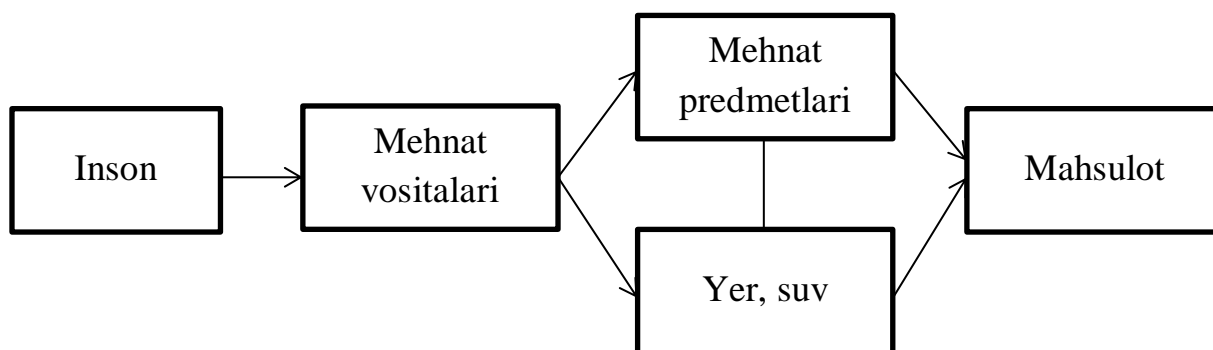 Inson
Mehnat
vositalari
Mehnat
predmetlari
Yer, suv
Mahsulot